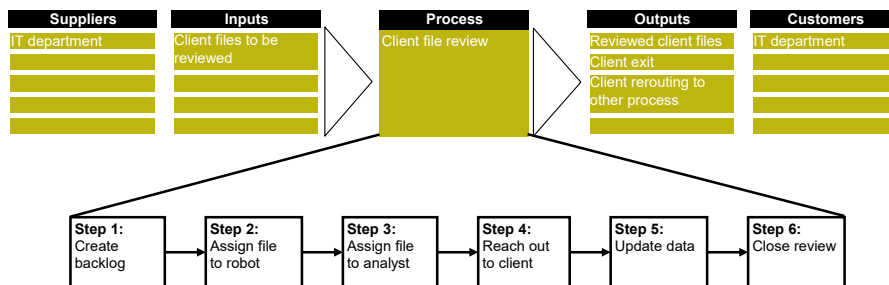 Suppliers
Inputs
Process
Outputs
Customers
IT department
Client files to be
reviewed
Client file review
Reviewed client files
Client exit
Client rerouting to
other process
IT department
Step 1:
Create
backlog
Step 2:
Assign file
to robot
Step 3:
Assign file
to analyst
Step 4:
Reach out
to client
Step 5:
Update data
Step 6:
Close review